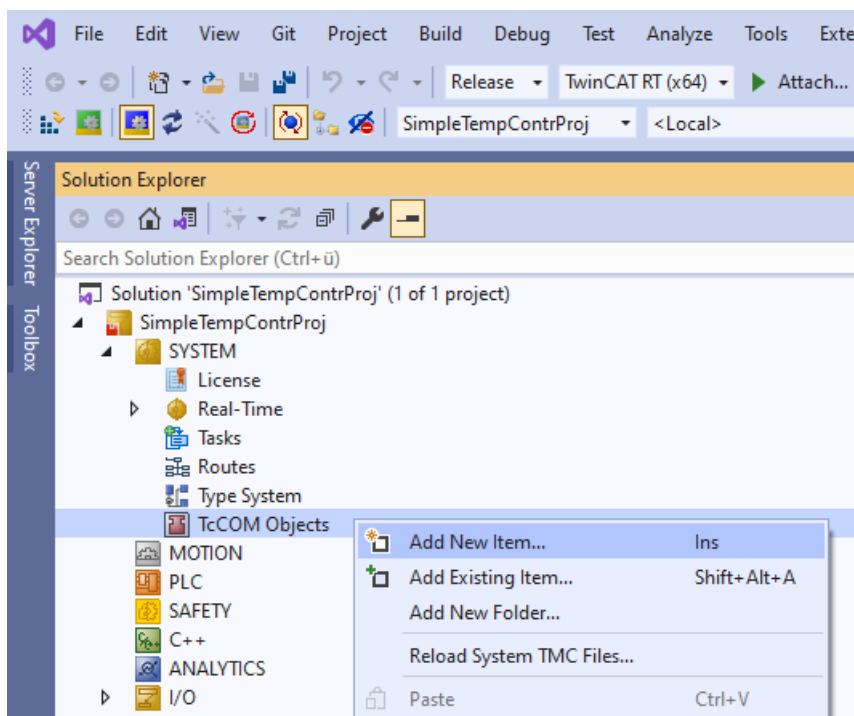 File Edit View Git Project Build Debug Test Analyze Tools Exte
Release TwinCAT RT (x64) Attach...
SimpleTempContrProj <Local>
Server Explorer
Toolbox
Solution Explorer
Search Solution Explorer (Ctrl+ü)
Solution 'SimpleTempContrProj' (1 of 1 project)
SimpleTempContrProj
SYSTEM
License
Real-Time
Tasks
Routes
Type System
TcCOM Objects
MOTION
PLC
SAFETY
C++
ANALYTICS
I/O
Add New Item... Ins
Add Existing Item... Shift+Alt+A
Add New Folder...
Reload System TMC Files...
Paste Ctrl+V